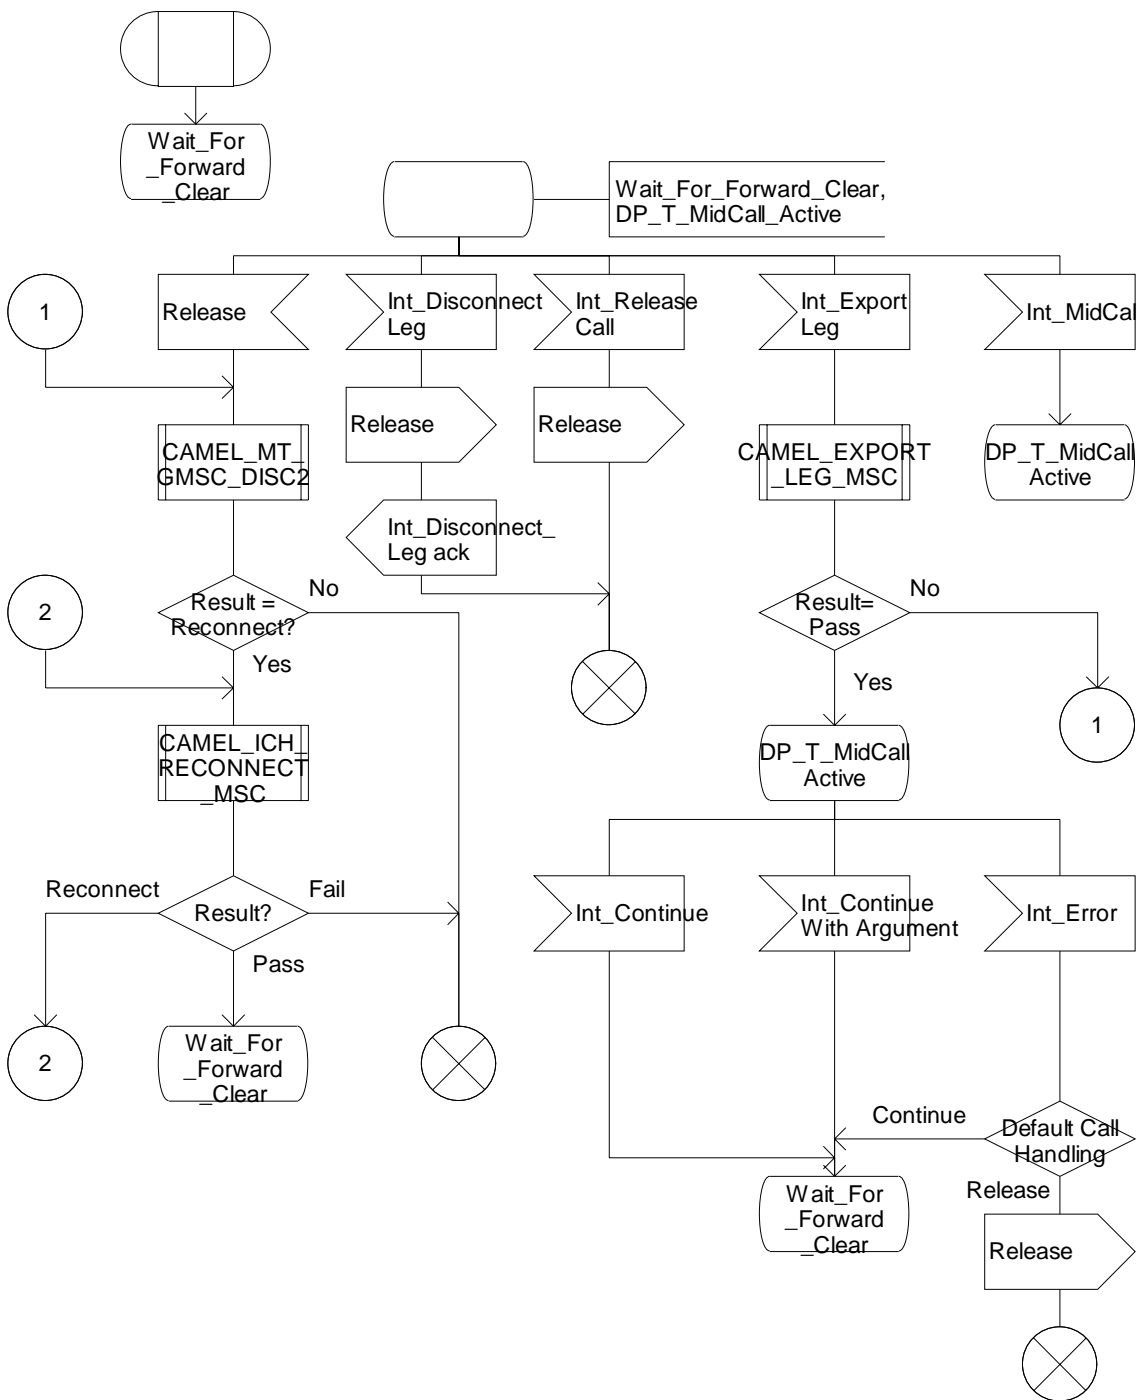 Wait_For
_Forward
_Clear
Wait_For_Forward_Clear,
DP_T_MidCall_Active
1
Release
Int_Disconnect
Leg
Int_Release
Call
Int_Export
Leg
Int_MidCal
Release
Release
CAMEL_MT_
GMSC_DISC2
CAMEL_EXPORT
_LEG_MSC
DP_T_MidCall
Active
Int_Disconnect_
Leg ack
2
Result =
Reconnect?
No
Yes
Result=
Pass
No
Yes
1
CAMEL_ICH_
RECONNECT
_MSC
DP_T_MidCall
Active
Reconnect
Result?
Fail
Pass
Int_Continue
Int_Continue
With Argument
Int_Error
2
Wait_For
_Forward
_Clear
Continue
Default Call
Handling
Release
Wait_For
_Forward
_Clear
Release